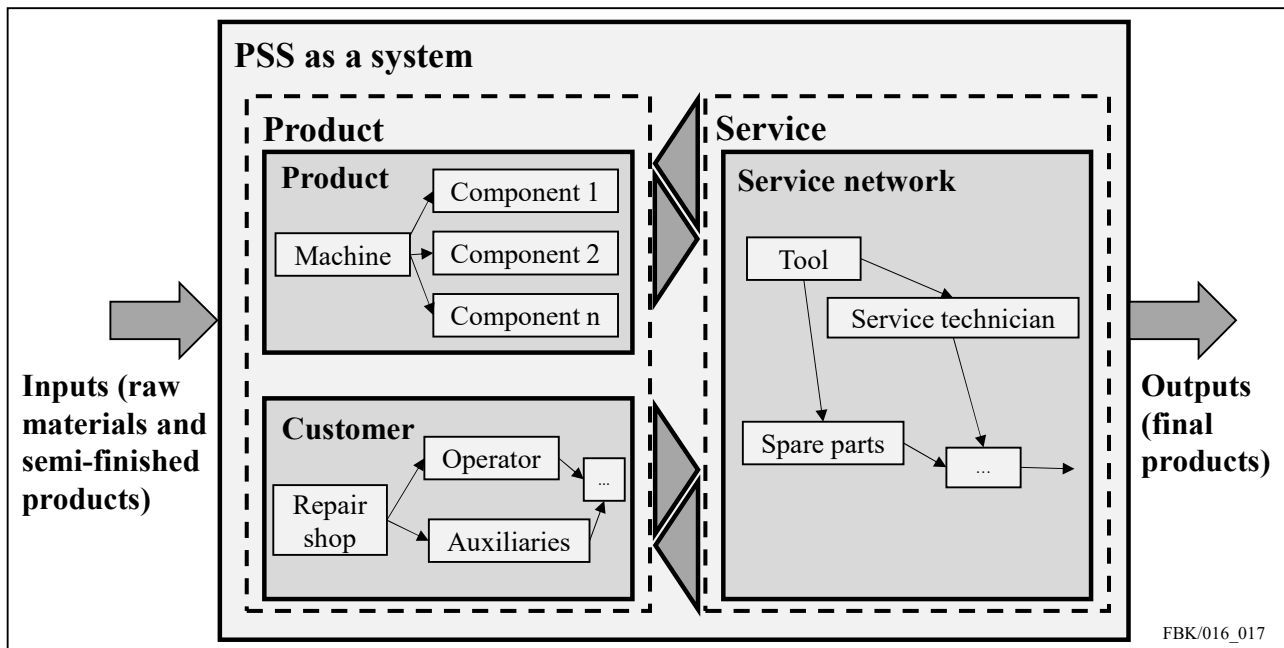 PSS as a system
Product
Product
Machine
Component 1
Component 2
Component n
Customer
Repair
shop
Operator
Auxiliaries
...
Service
Service network
Tool
Service technician
Spare parts
...
Inputs (raw
materials and
semi-finished
products)
Outputs
(final
products)
FBK/016_017